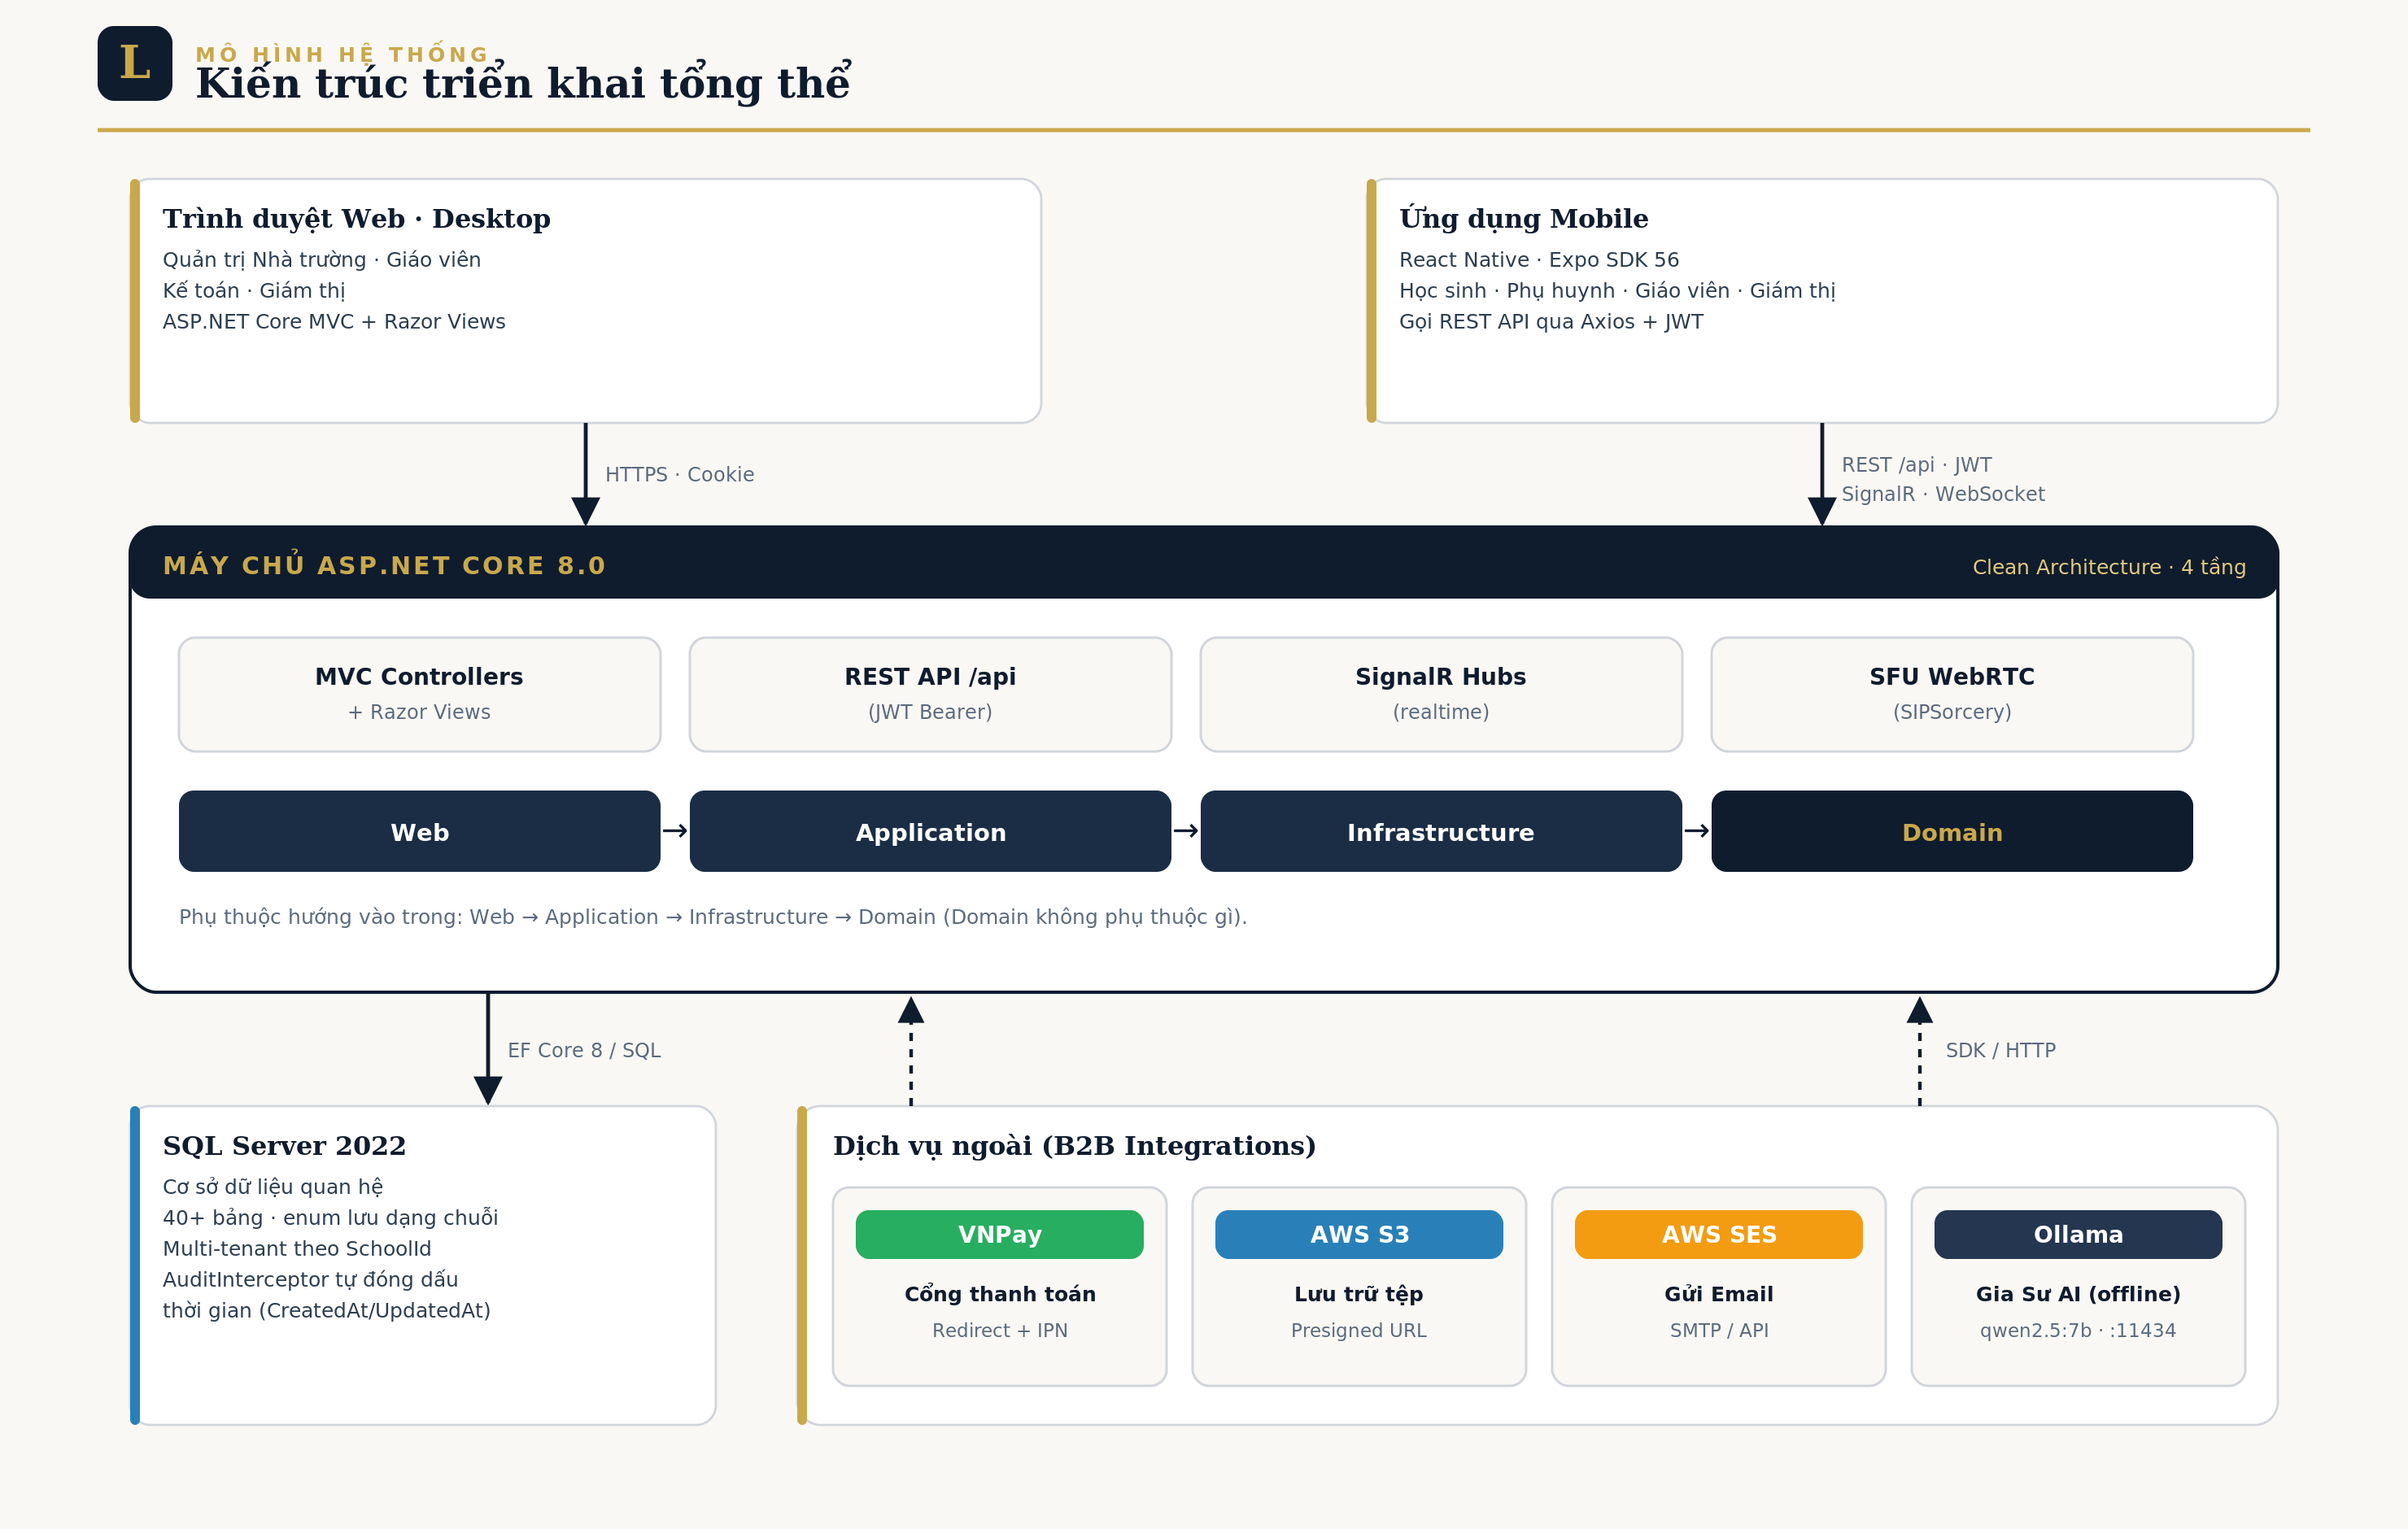 L
MÔ HÌNH HỆ THỐNG
Kiến trúc triển khai tổng thể
Trình duyệt Web · Desktop
Quản trị Nhà trường · Giáo viên
Kế toán · Giám thị
ASP.NET Core MVC + Razor Views
Ứng dụng Mobile
React Native · Expo SDK 56
Học sinh · Phụ huynh · Giáo viên · Giám thị
Gọi REST API qua Axios + JWT
HTTPS · Cookie
REST /api · JWT
SignalR · WebSocket
MÁY CHỦ ASP.NET CORE 8.0
Clean Architecture · 4 tầng
MVC Controllers
+ Razor Views
REST API /api
(JWT Bearer)
SignalR Hubs
(realtime)
SFU WebRTC
(SIPSorcery)
Web → Application → Infrastructure → Domain
Phụ thuộc hướng vào trong: Web → Application → Infrastructure → Domain (Domain không phụ thuộc gì).
EF Core 8 / SQL
SDK / HTTP
SQL Server 2022
Cơ sở dữ liệu quan hệ
40+ bảng · enum lưu dạng chuỗi
Multi-tenant theo SchoolId
AuditInterceptor tự đóng dấu
thời gian (CreatedAt/UpdatedAt)
Dịch vụ ngoài (B2B Integrations)
VNPay
Cổng thanh toán
Redirect + IPN
AWS S3
Lưu trữ tệp
Presigned URL
AWS SES
Gửi Email
SMTP / API
Ollama
Gia Sư AI (offline)
qwen2.5:7b · :11434